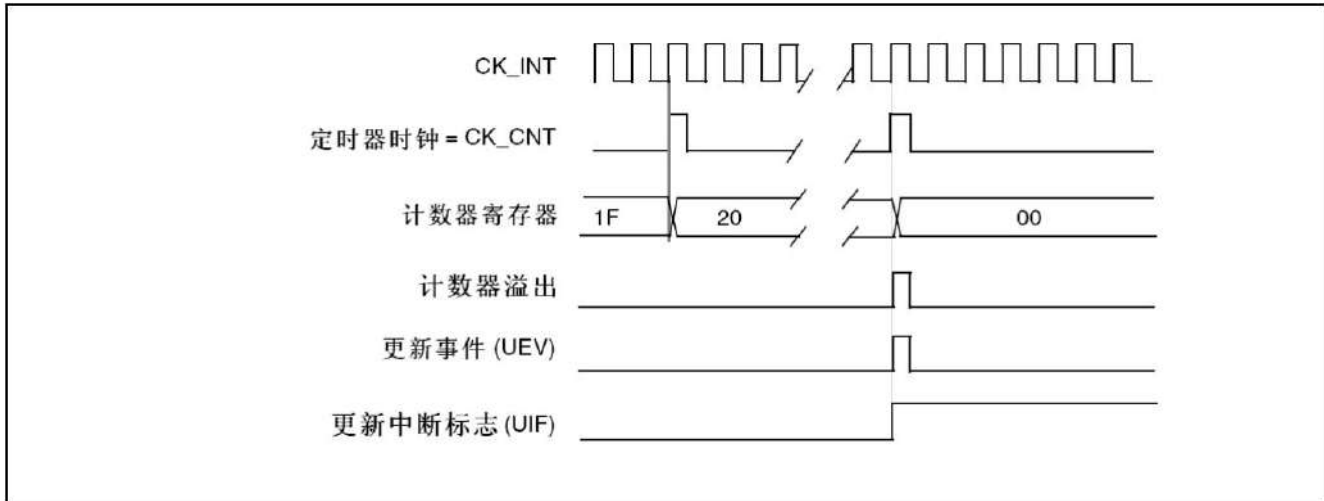 CK_INT
定时器时钟 = CK_CNT
计数器寄存器 1F 20 00
计数器溢出
更新事件 (UEV)
更新中断标志 (UIF)